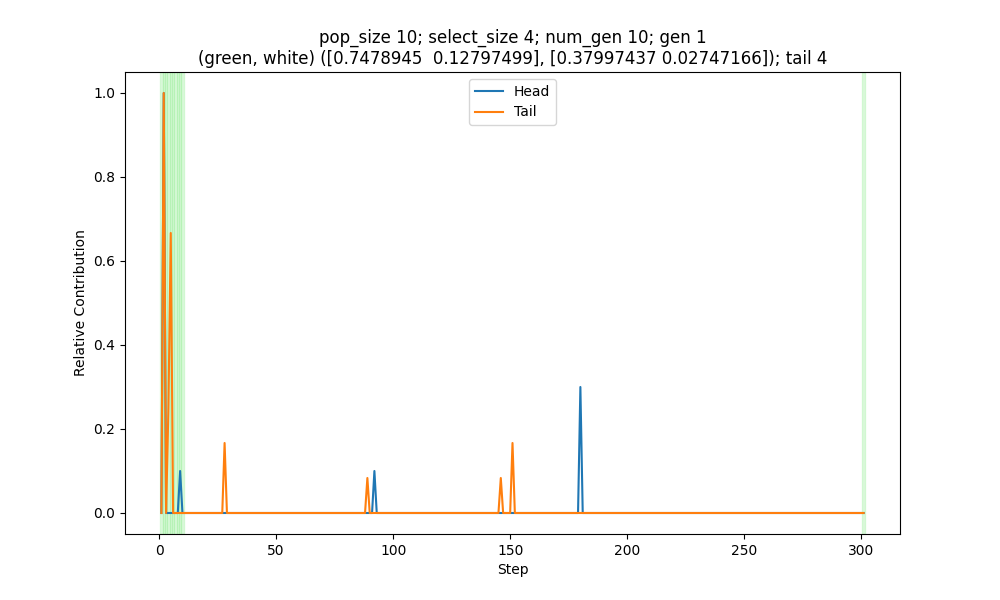 pop_size 10; select_size 4; num_gen 10; gen 1
(green, white) ([0.7478945  0.12797499], [0.37997437 0.02747166]); tail 4
Head
Tail
1.0
0.8
0.6
0.4
0.2
0.0
Relative Contribution
0
50
100
150
200
250
300
Step